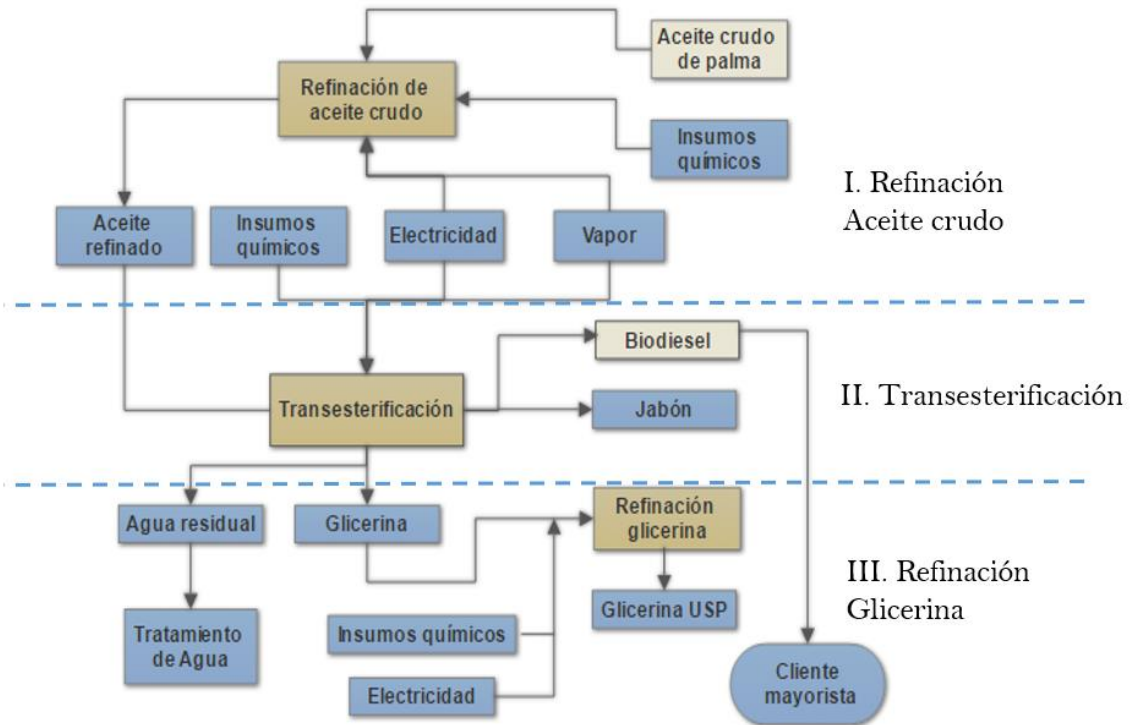 Aceite crudo
de palma
Refinación de
aceite crudo
Insumos
químicos
I. Refinación
Aceite crudo
Aceite
refinado
Insumos
químicos
Electricidad
Vapor
Biodiesel
II. Transesterificación
Transesterificación
Jabón
Agua residual
Glicerina
Refinación
glicerina
III. Refinación
Glicerina
Glicerina USP
Tratamiento
de Agua
Insumos químicos
Electricidad
Cliente
mayorista